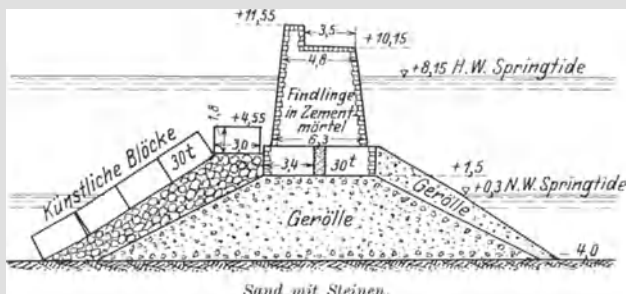 +11,55
3,5
+10,15
4,8
+8,15 H.W. Springtide
Findlinge
in Zement-
mörtel
1,8
+4,55
3,0
6,3
Künstliche Blöcke
30t
3,4
30t
+1,5
+0,3 N.W. Springtide
Gerölle
Gerölle
-4,0
Sand mit Steinen.